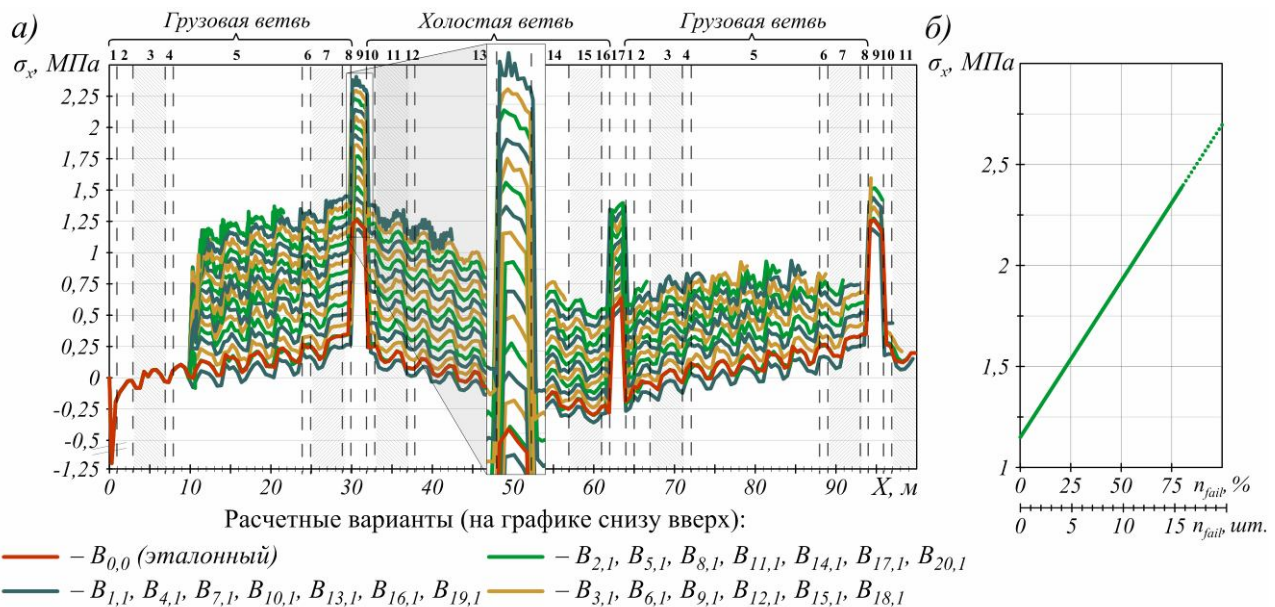 а)
Грузовая ветвь Холостая ветвь Грузовая ветвь
б)
1 2 3 4 5 6 7 8 9 10 11 12 13 14 15 16 17 1 2 3 4 5 6 7 8 9 10 11
σx, МПа
2,25
2
1,75
1,5
1,25
1
0,75
0,5
0,25
0
-0,25
-0,5
-1,25
0 10 20 30 40 50 60 70 80 90 X, м
σx, МПа
2,5
2
1,5
1
0 25 50 75 nfail, %
0 5 10 15 nfail, шт.
Расчетные варианты (на графике снизу вверх):
– B0,0 (эталонный)
– B2,1, B5,1, B8,1, B11,1, B14,1, B17,1, B20,1
– B1,1, B4,1, B7,1, B10,1, B13,1, B16,1, B19,1
– B3,1, B6,1, B9,1, B12,1, B15,1, B18,1